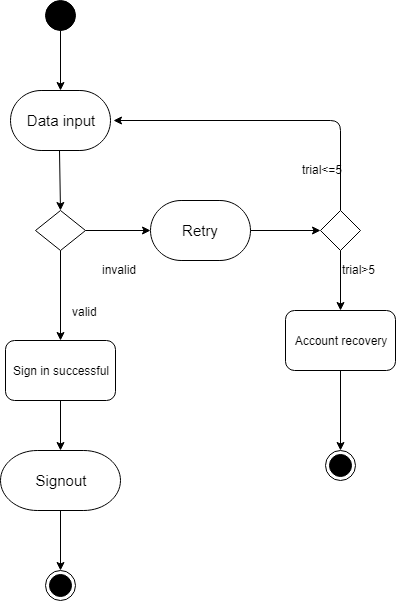 Data input
trial<=5
Retry
invalid
trial>5
valid
Account recovery
Sign in successful
Signout